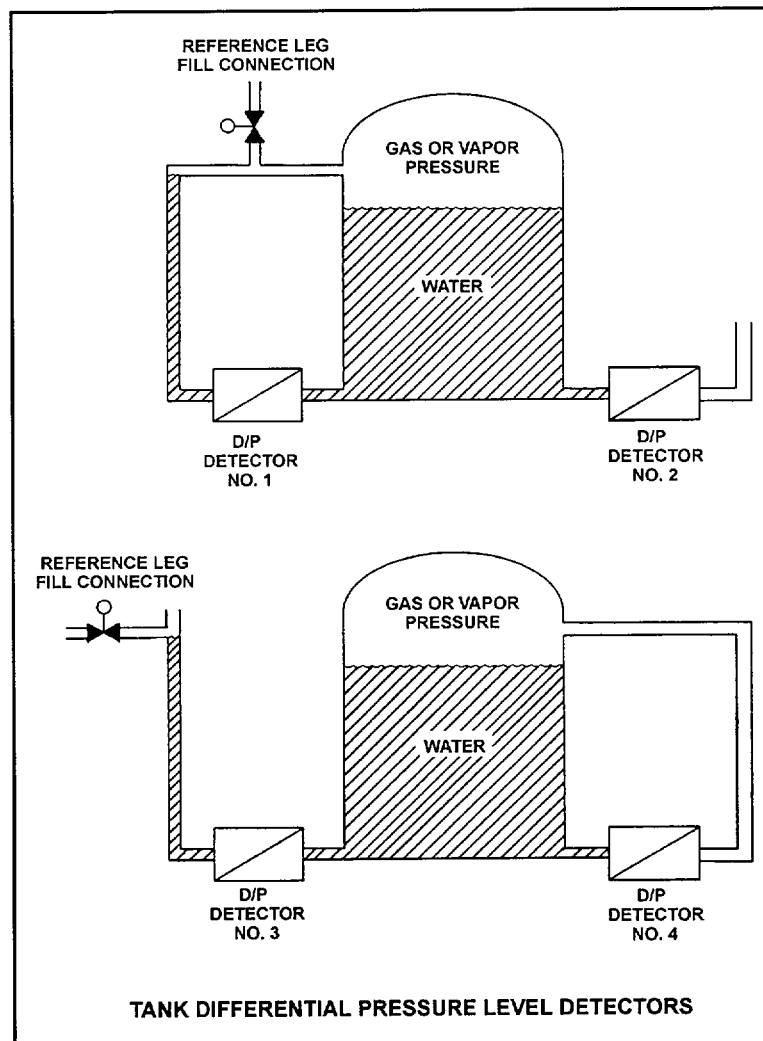 REFERENCE LEG
FILL CONNECTION
GAS OR VAPOR
PRESSURE
WATER
D/P
DETECTOR
NO. 1
D/P
DETECTOR
NO. 2
REFERENCE LEG
FILL CONNECTION
GAS OR VAPOR
PRESSURE
WATER
D/P
DETECTOR
NO. 3
D/P
DETECTOR
NO. 4
TANK DIFFERENTIAL PRESSURE LEVEL DETECTORS